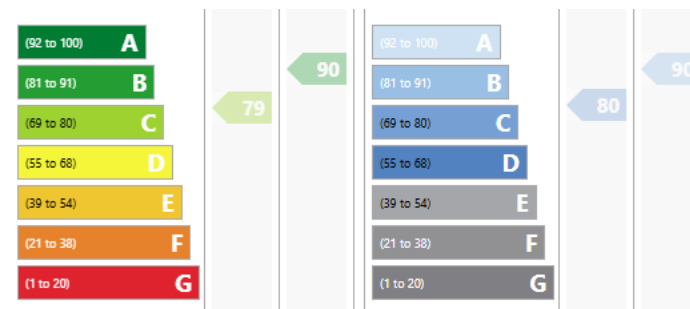 (92 to 100) A
(81 to 91) B
(69 to 80) C
(55 to 68) D
(39 to 54) E
(21 to 38) F
(1 to 20) G
79
90
(92 to 100) A
(81 to 91) B
(69 to 80) C
(55 to 68) D
(39 to 54) E
(21 to 38) F
(1 to 20) G
80
90